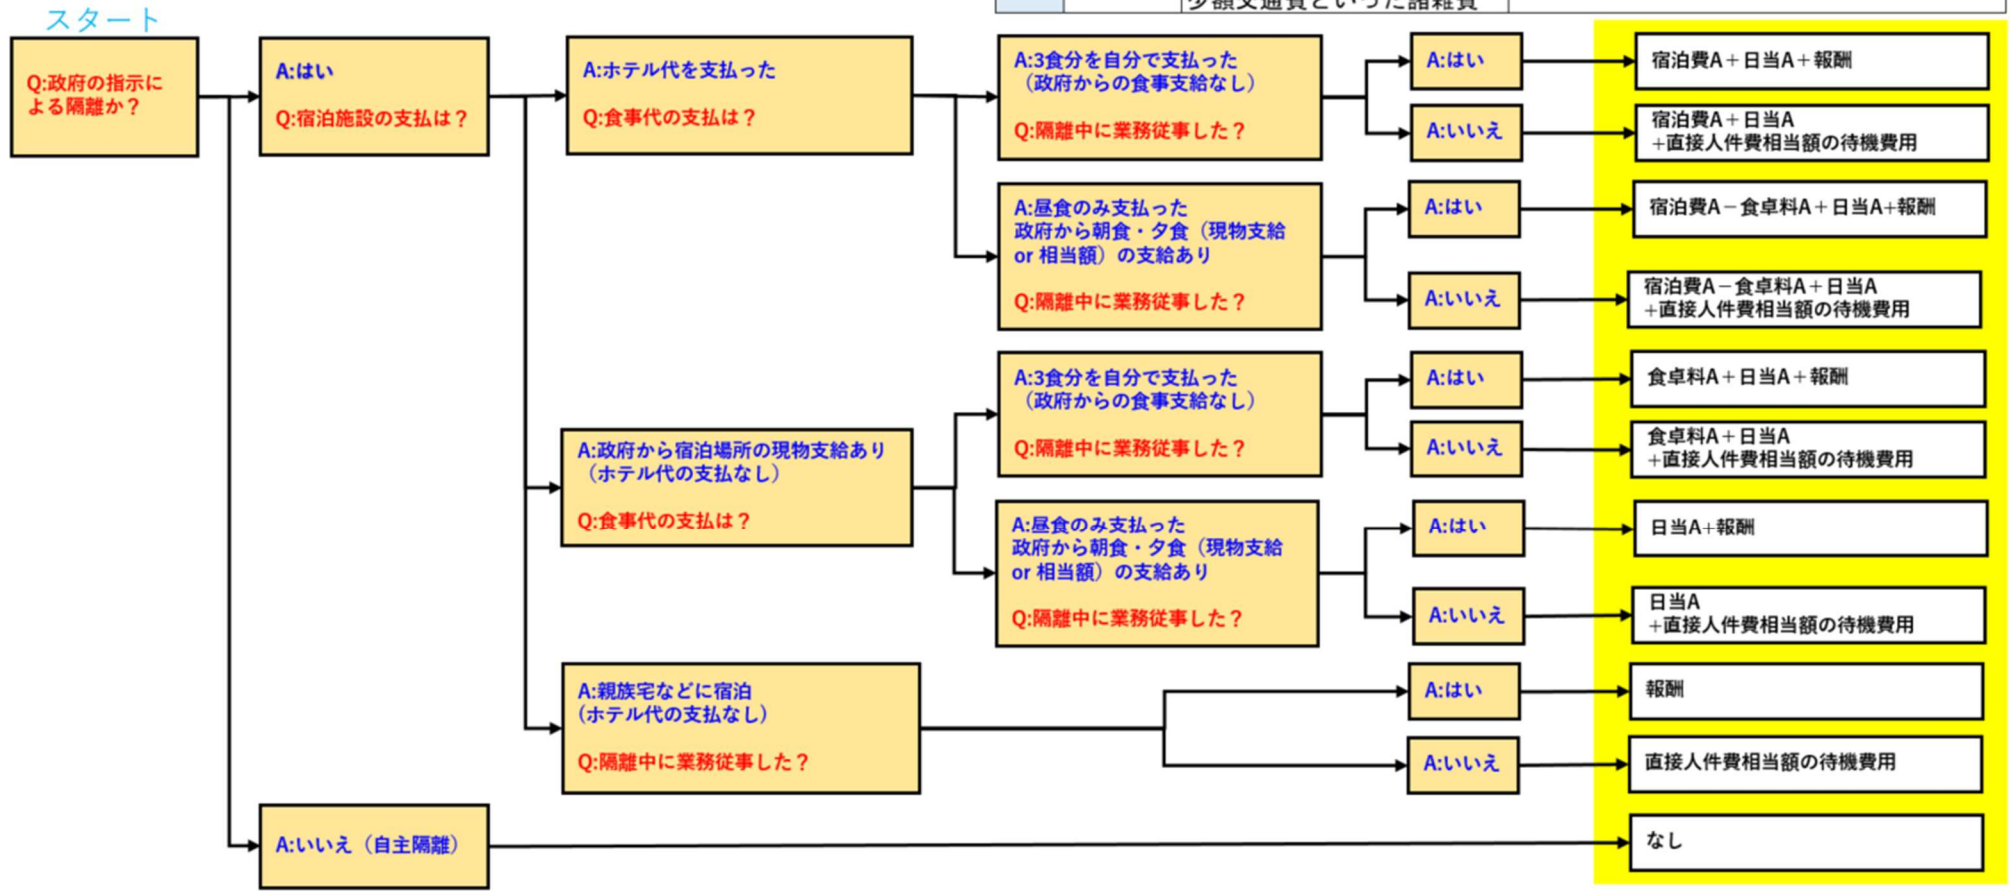 少額交通費といった諸雑費
スタート
Q:政府の指示に
よる隔離か？
A:はい
Q:宿泊施設の支払は？
A:ホテル代を支払った
Q:食事代の支払は？
A:3食分を自分で支払った
（政府からの食事支給なし）
Q:隔離中に業務従事した？
A:はい
宿泊費A＋日当A＋報酬
A:いいえ
宿泊費A＋日当A
+直接人件費相当額の待機費用
A:昼食のみ支払った
政府から朝食・夕食（現物支給
or 相当額）の支給あり
Q:隔離中に業務従事した？
A:はい
宿泊費A－食卓料A＋日当A+報酬
A:いいえ
宿泊費A－食卓料A＋日当A
+直接人件費相当額の待機費用
A:政府から宿泊場所の現物支給あり
（ホテル代の支払なし）
Q:食事代の支払は？
A:3食分を自分で支払った
（政府からの食事支給なし）
Q:隔離中に業務従事した？
A:はい
食卓料A＋日当A＋報酬
A:いいえ
食卓料A＋日当A
+直接人件費相当額の待機費用
A:昼食のみ支払った
政府から朝食・夕食（現物支給
or 相当額）の支給あり
Q:隔離中に業務従事した？
A:はい
日当A+報酬
A:いいえ
日当A
+直接人件費相当額の待機費用
A:親族宅などに宿泊
(ホテル代の支払なし)
Q:隔離中に業務従事した？
A:はい
報酬
A:いいえ
直接人件費相当額の待機費用
A:いいえ（自主隔離）
なし